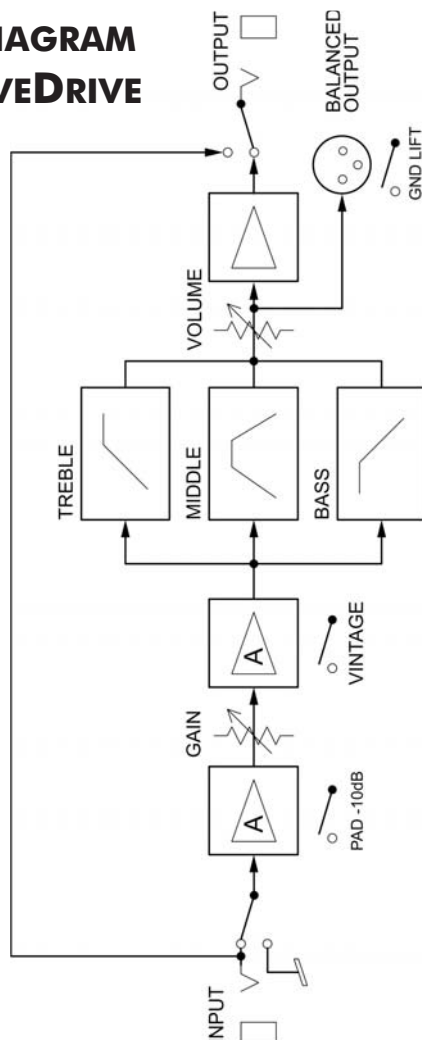 IAGRAM
VEDRIVE
NPUT
A
PAD -10dB
GAIN
A
VINTAGE
TREBLE
MIDDLE
BASS
VOLUME
OUTPUT
BALANCED
OUTPUT
GND LIFT